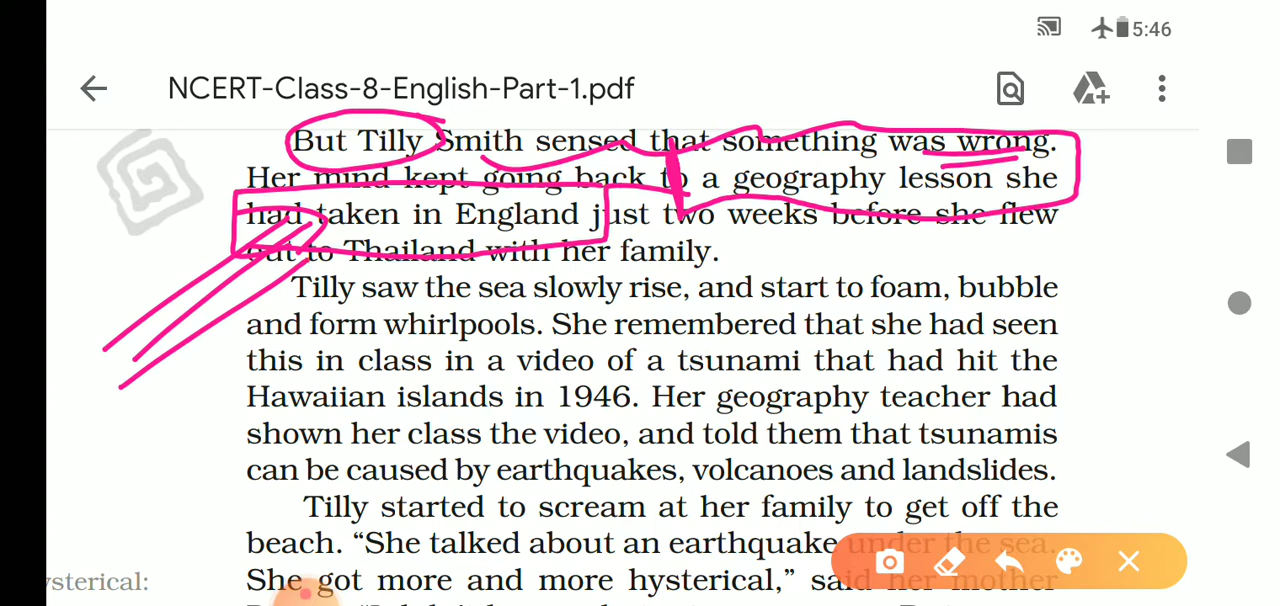 5:46
NCERT-Class-8-English-Part-1.pdf
But Tilly Smith sensed that something was wrong.
Her mind kept going back to a geography lesson she
had taken in England just two weeks before she flew
out to Thailand with her family.
Tilly saw the sea slowly rise, and start to foam, bubble
and form whirlpools. She remembered that she had seen
this in class in a video of a tsunami that had hit the
Hawaiian islands in 1946. Her geography teacher had
shown her class the video, and told them that tsunamis
can be caused by earthquakes, volcanoes and landslides.
Tilly started to scream at her family to get off the
beach. “She talked about an earthquake under the sea.
ysterical: She got more and more hysterical,” said her mother